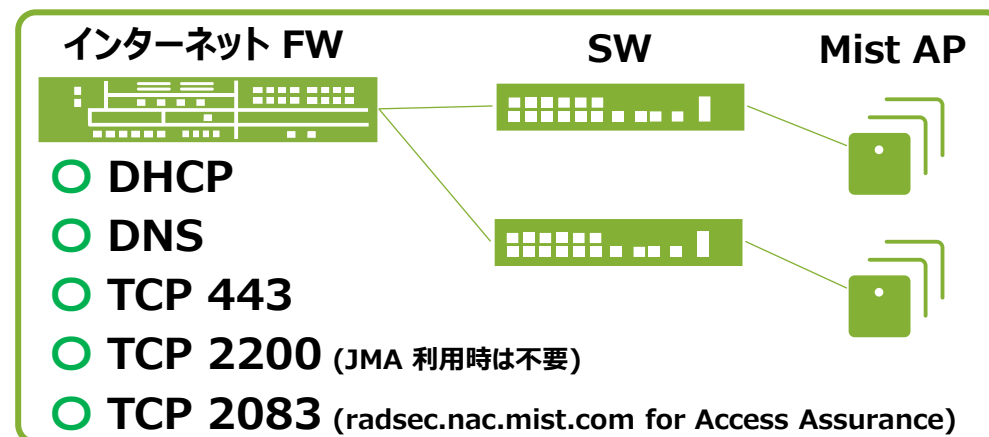 インターネット FW
SW
Mist AP
DHCP
DNS
TCP 443
TCP 2200 (JMA 利用時は不要)
TCP 2083 (radsec.nac.mist.com for Access Assurance)